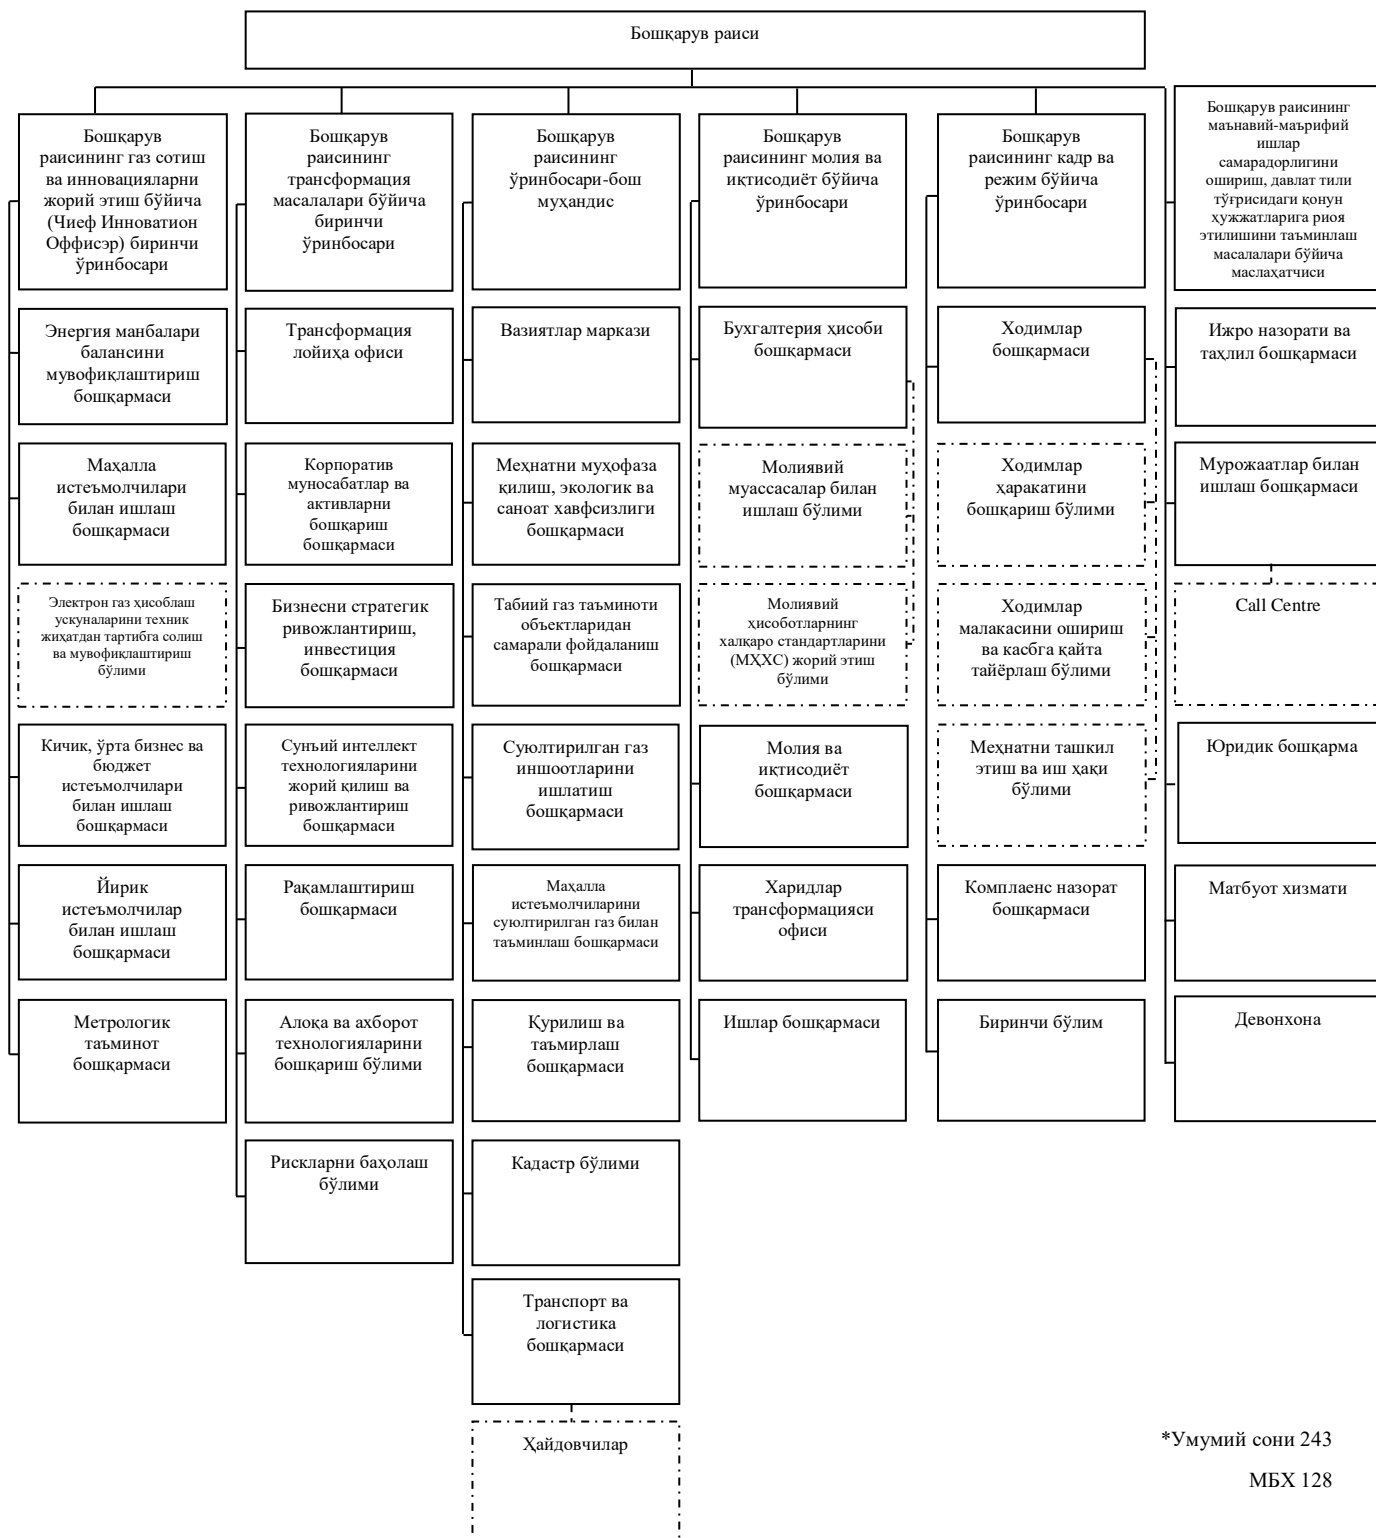 Бошқарув раиси
Бошқарув
раисининг газ сотиш
ва инновацияларни
жорий этиш бўйича
(Чиеф Инноватион
Оффисэр) биринчи
ўринбосари
Бошқарув
раисининг
трансформация
масалалари бўйича
биринчи
ўринбосари
Бошқарув
раисининг
ўринбосари-бош
муҳандис
Бошқарув
раисининг молия ва
иқтисодиёт бўйича
ўринбосари
Бошқарув
раисининг кадр ва
режим бўйича
ўринбосари
Бошқарув раисининг
маънавий-маърифий
ишлар
самарадорлигини
ошириш, давлат тили
тўғрисидаги қонун
ҳужжатларига риоя
этилишини таъминлаш
масалалари бўйича
маслаҳатчиси
Энергия манбалари
балансини
мувофиқлаштириш
бошқармаси
Трансформация
лойиҳа офиси
Вазиятлар маркази
Бухгалтерия ҳисоби
бошқармаси
Ходимлар
бошқармаси
Ижро назорати ва
таҳлил бошқармаси
Маҳалла
истеъмолчилари
билан ишлаш
бошқармаси
Корпоратив
муносабатлар ва
активларни
бошқариш
бошқармаси
Меҳнатни муҳофаза
қилиш, экологик ва
саноат хавфсизлиги
бошқармаси
Молиявий
муассасалар билан
ишлаш бўлими
Ходимлар
ҳаракатини
бошқариш бўлими
Мурожаатлар билан
ишлаш бошқармаси
Электрон газ ҳисоблаш
ускуналарини техник
жиҳатдан тартибга солиш
ва мувофиқлаштириш
бўлими
Бизнесни стратегик
ривожлантириш,
инвестиция
бошқармаси
Табиий газ таъминоти
объектларидан
самарали фойдаланиш
бошқармаси
Молиявий
ҳисоботларнинг
халқаро стандартларини
(МҲХС) жорий этиш
бўлими
Ходимлар
малакасини ошириш
ва касбга қайта
тайёрлаш бўлими
Call Centre
Кичик, ўрта бизнес ва
бюджет
истеъмолчилари
билан ишлаш
бошқармаси
Сунъий интеллект
технологияларини
жорий қилиш ва
ривожлантириш
бошқармаси
Суюлтирилган газ
иншоотларини
ишлатиш
бошқармаси
Молия ва
иқтисодиёт
бошқармаси
Меҳнатни ташкил
этиш ва иш ҳақи
бўлими
Юридик бошқарма
Йирик
истеъмолчилар
билан ишлаш
бошқармаси
Рақамлаштириш
бошқармаси
Маҳалла
истеъмолчиларини
суюлтирилган газ билан
таъминлаш бошқармаси
Харидлар
трансформацияси
офиси
Комплаенс назорат
бошқармаси
Матбуот хизмати
Метрологик
таъминот
бошқармаси
Алоқа ва ахборот
технологияларини
бошқариш бўлими
Қурилиш ва
таъмирлаш
бошқармаси
Ишлар бошқармаси
Биринчи бўлим
Девонхона
Рискларни баҳолаш
бўлими
Кадастр бўлими
Транспорт ва
логистика
бошқармаси
Ҳайдовчилар
*Умумий сони 243
МБХ 128